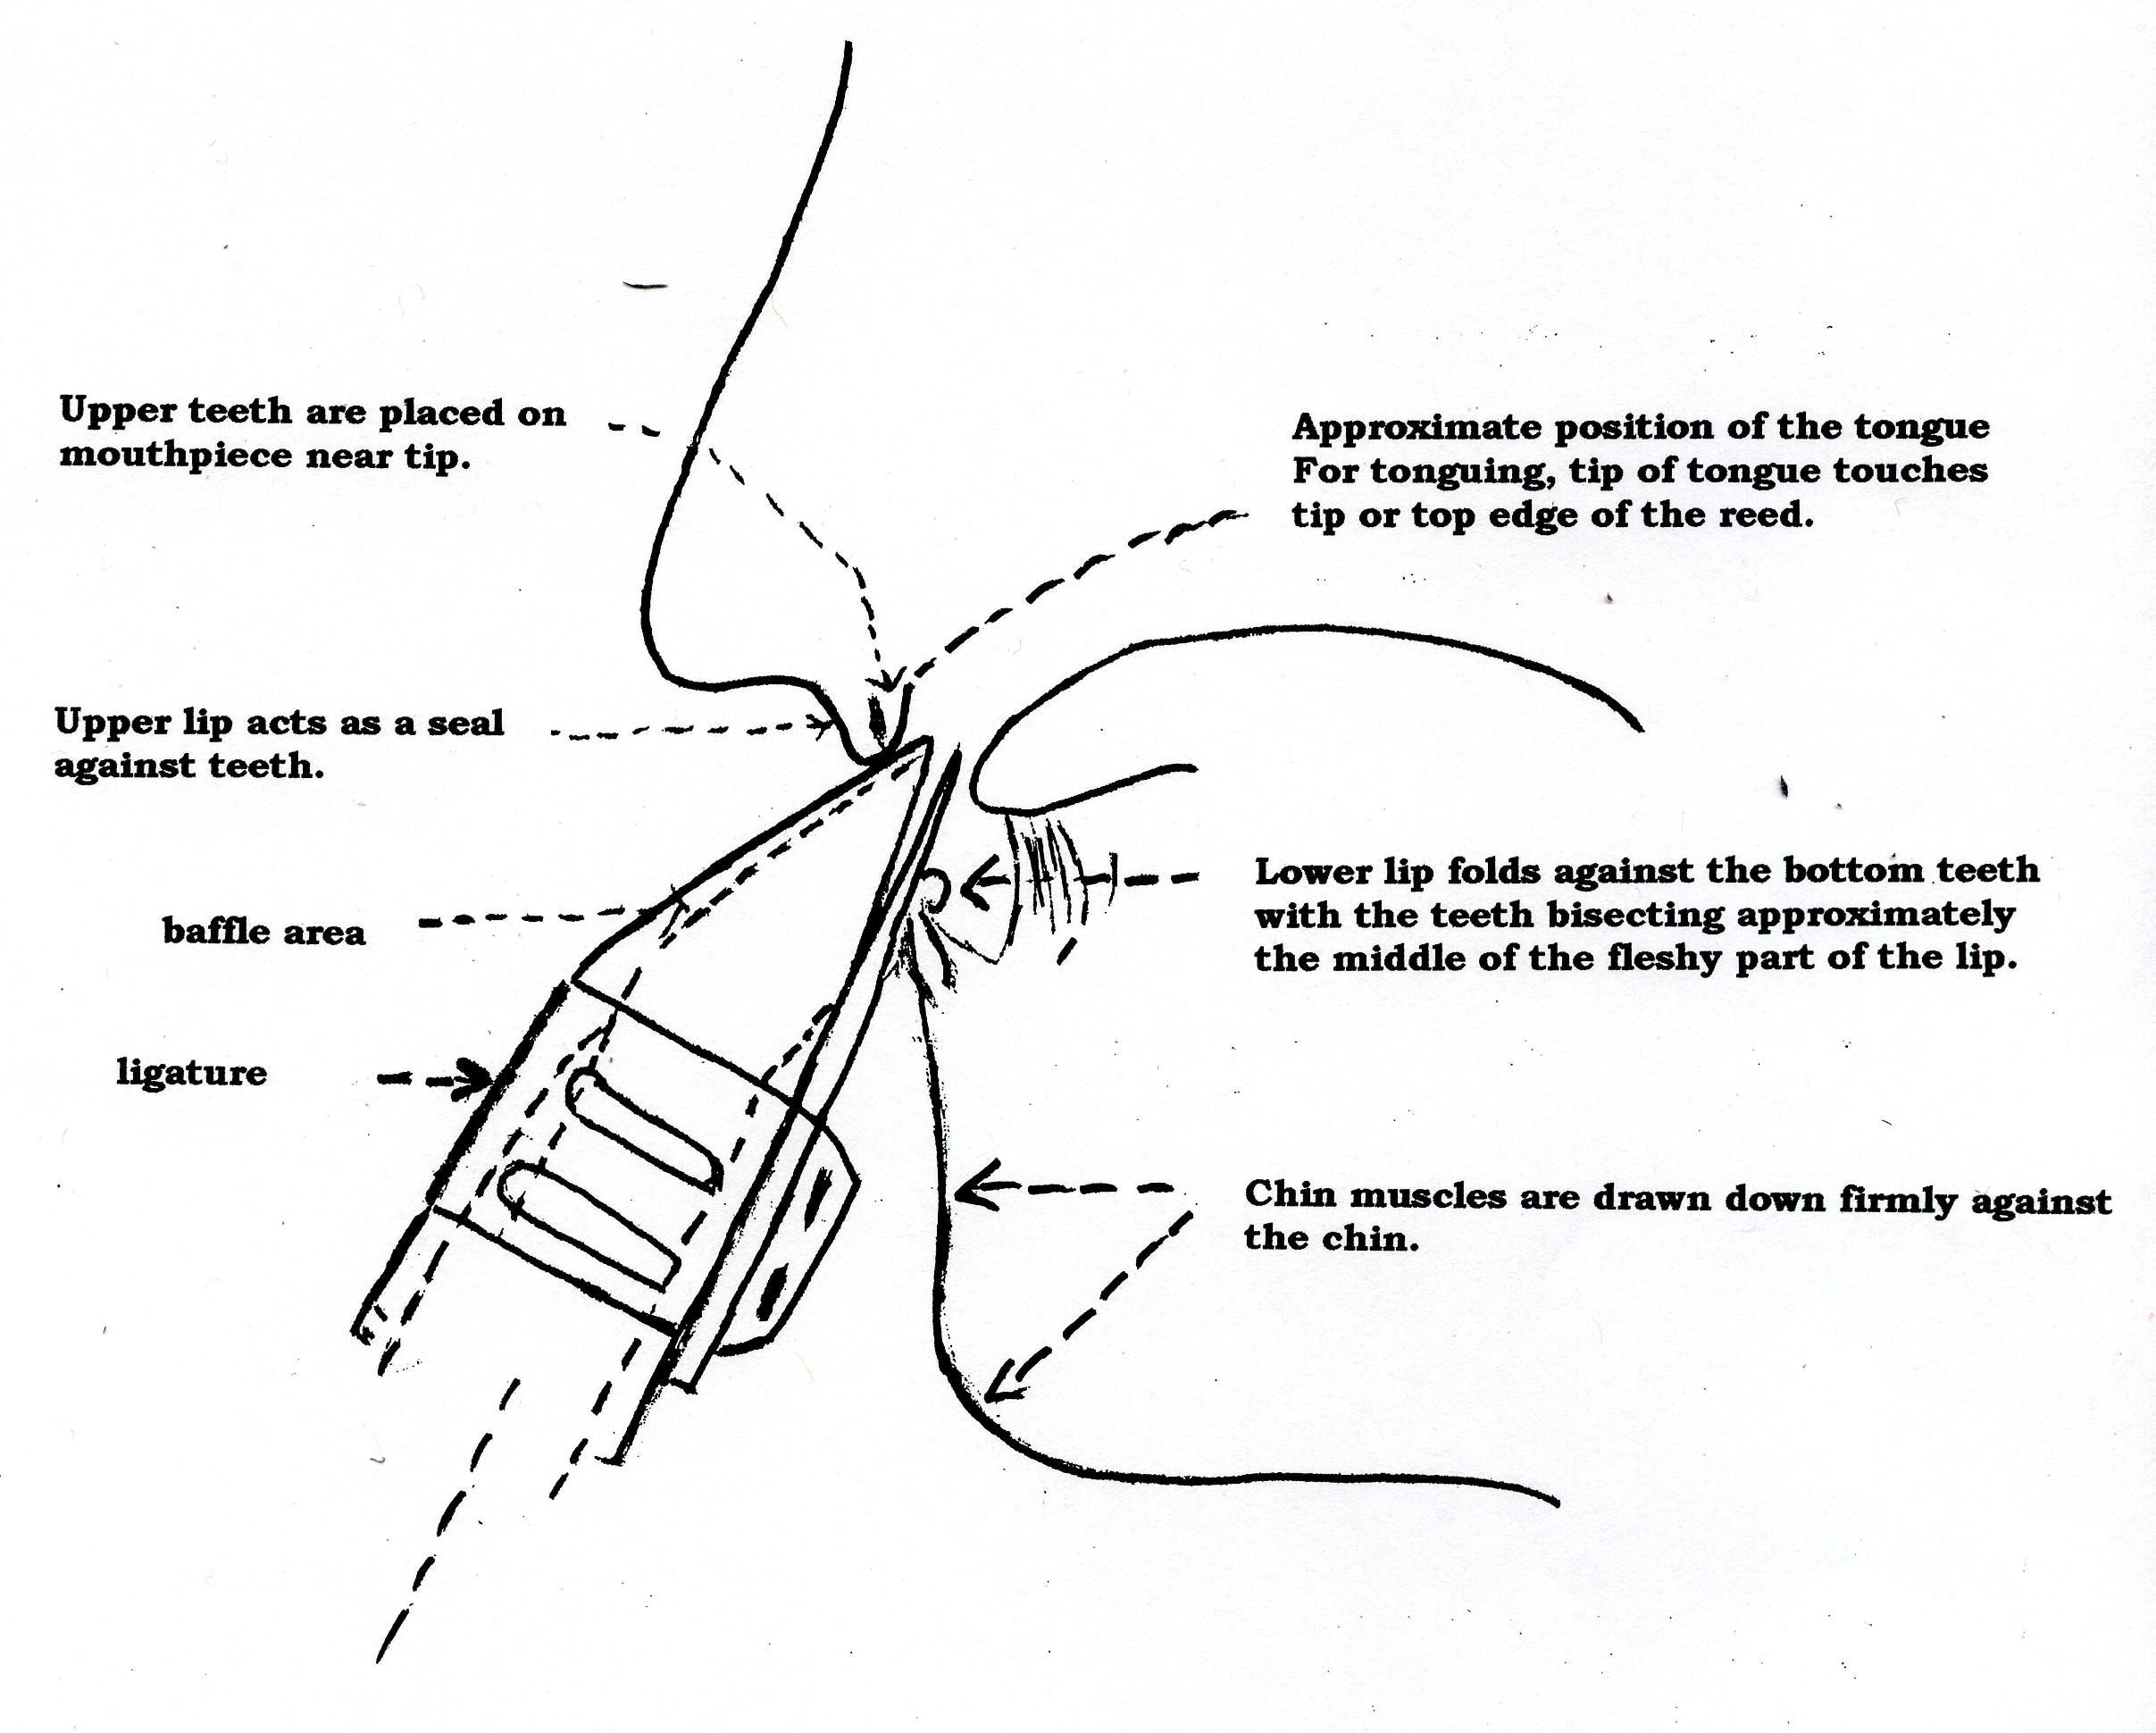 Upper teeth are placed on
mouthpiece near tip.
Approximate position of the tongue
For tonguing, tip of tongue touches
tip or top edge of the reed.
Upper lip acts as a seal
against teeth.
baffle area
Lower lip folds against the bottom teeth
with the teeth bisecting approximately
the middle of the fleshy part of the lip.
ligature
Chin muscles are drawn down firmly against
the chin.